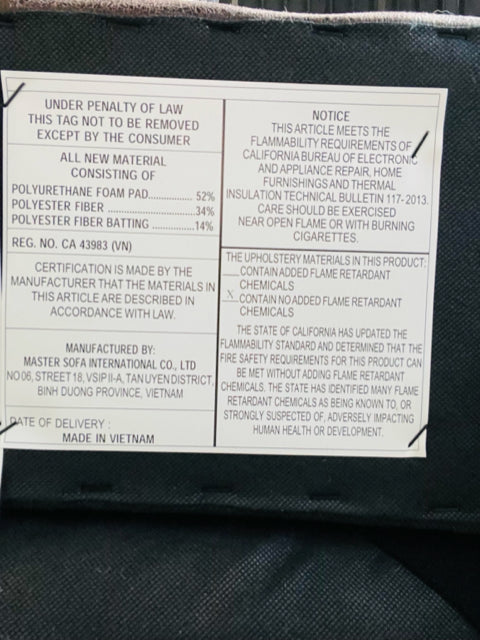 UNDER PENALTY OF LAW
THIS TAG NOT TO BE REMOVED
EXCEPT BY THE CONSUMER
ALL NEW MATERIAL
CONSISTING OF
POLYURETHANE FOAM PAD............... 52%
POLYESTER FIBER ..............................34%
POLYESTER FIBER BATTING ..............14%
REG. NO. CA 43983 (VN)
CERTIFICATION IS MADE BY THE
MANUFACTURER THAT THE MATERIALS IN
THIS ARTICLE ARE DESCRIBED IN
ACCORDANCE WITH LAW.
MANUFACTURED BY:
MASTER SOFA INTERNATIONAL CO., LTD
NO 06, STREET 18, VSIP II-A, TAN UYEN DISTRICT,
BINH DUONG PROVINCE, VIETNAM
DATE OF DELIVERY :
MADE IN VIETNAM
NOTICE
THIS ARTICLE MEETS THE
FLAMMABILITY REQUIREMENTS OF
CALIFORNIA BUREAU OF ELECTRONIC
AND APPLIANCE REPAIR, HOME
FURNISHINGS AND THERMAL
INSULATION TECHNICAL BULLETIN 117- 2013.
CARE SHOULD BE EXERCISED
NEAR OPEN FLAME OR WITH BURNING
CIGARETTES.
THE UPHOLSTERY MATERIALS IN THIS PRODUCT:
___CONTAIN ADDED FLAME RETARDANT
CHEMICALS
_X_CONTAIN NO ADDED FLAME RETARDANT
CHEMICALS
THE STATE OF CALIFORNIA HAS UPDATED THE
FLAMMABILITY STANDARD AND DETERMINED THAT THE
FIRE SAFETY REQUIREMENTS FOR THIS PRODUCT CAN
BE MET WITHOUT ADDING FLAME RETARDANT
CHEMICALS. THE STATE HAS IDENTIFIED MANY FLAME
RETARDANT CHEMICALS AS BEING KNOWN TO, OR
STRONGLY SUSPECTED OF, ADVERSELY IMPACTING
HUMAN HEALTH OR DEVELOPMENT.